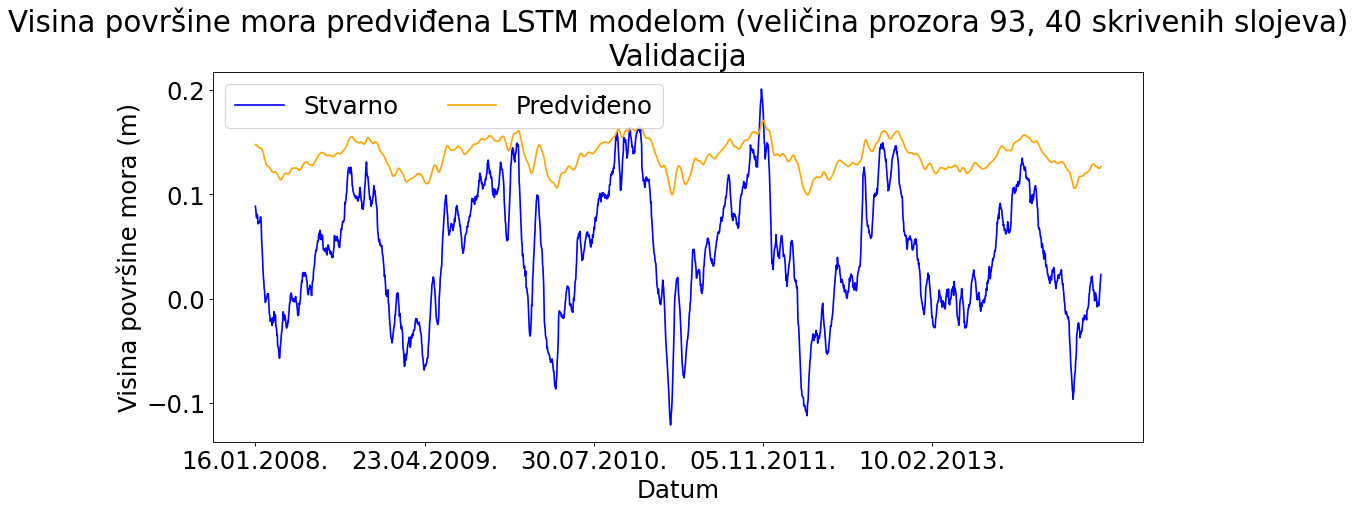 Visina površine mora predviđena LSTM modelom (veličina prozora 93, 40 skrivenih slojeva)
Validacija
Stvarno Predviđeno
Visina površine mora (m)
0.2
0.1
0.0
−0.1
16.01.2008. 23.04.2009. 30.07.2010. 05.11.2011. 10.02.2013.
Datum